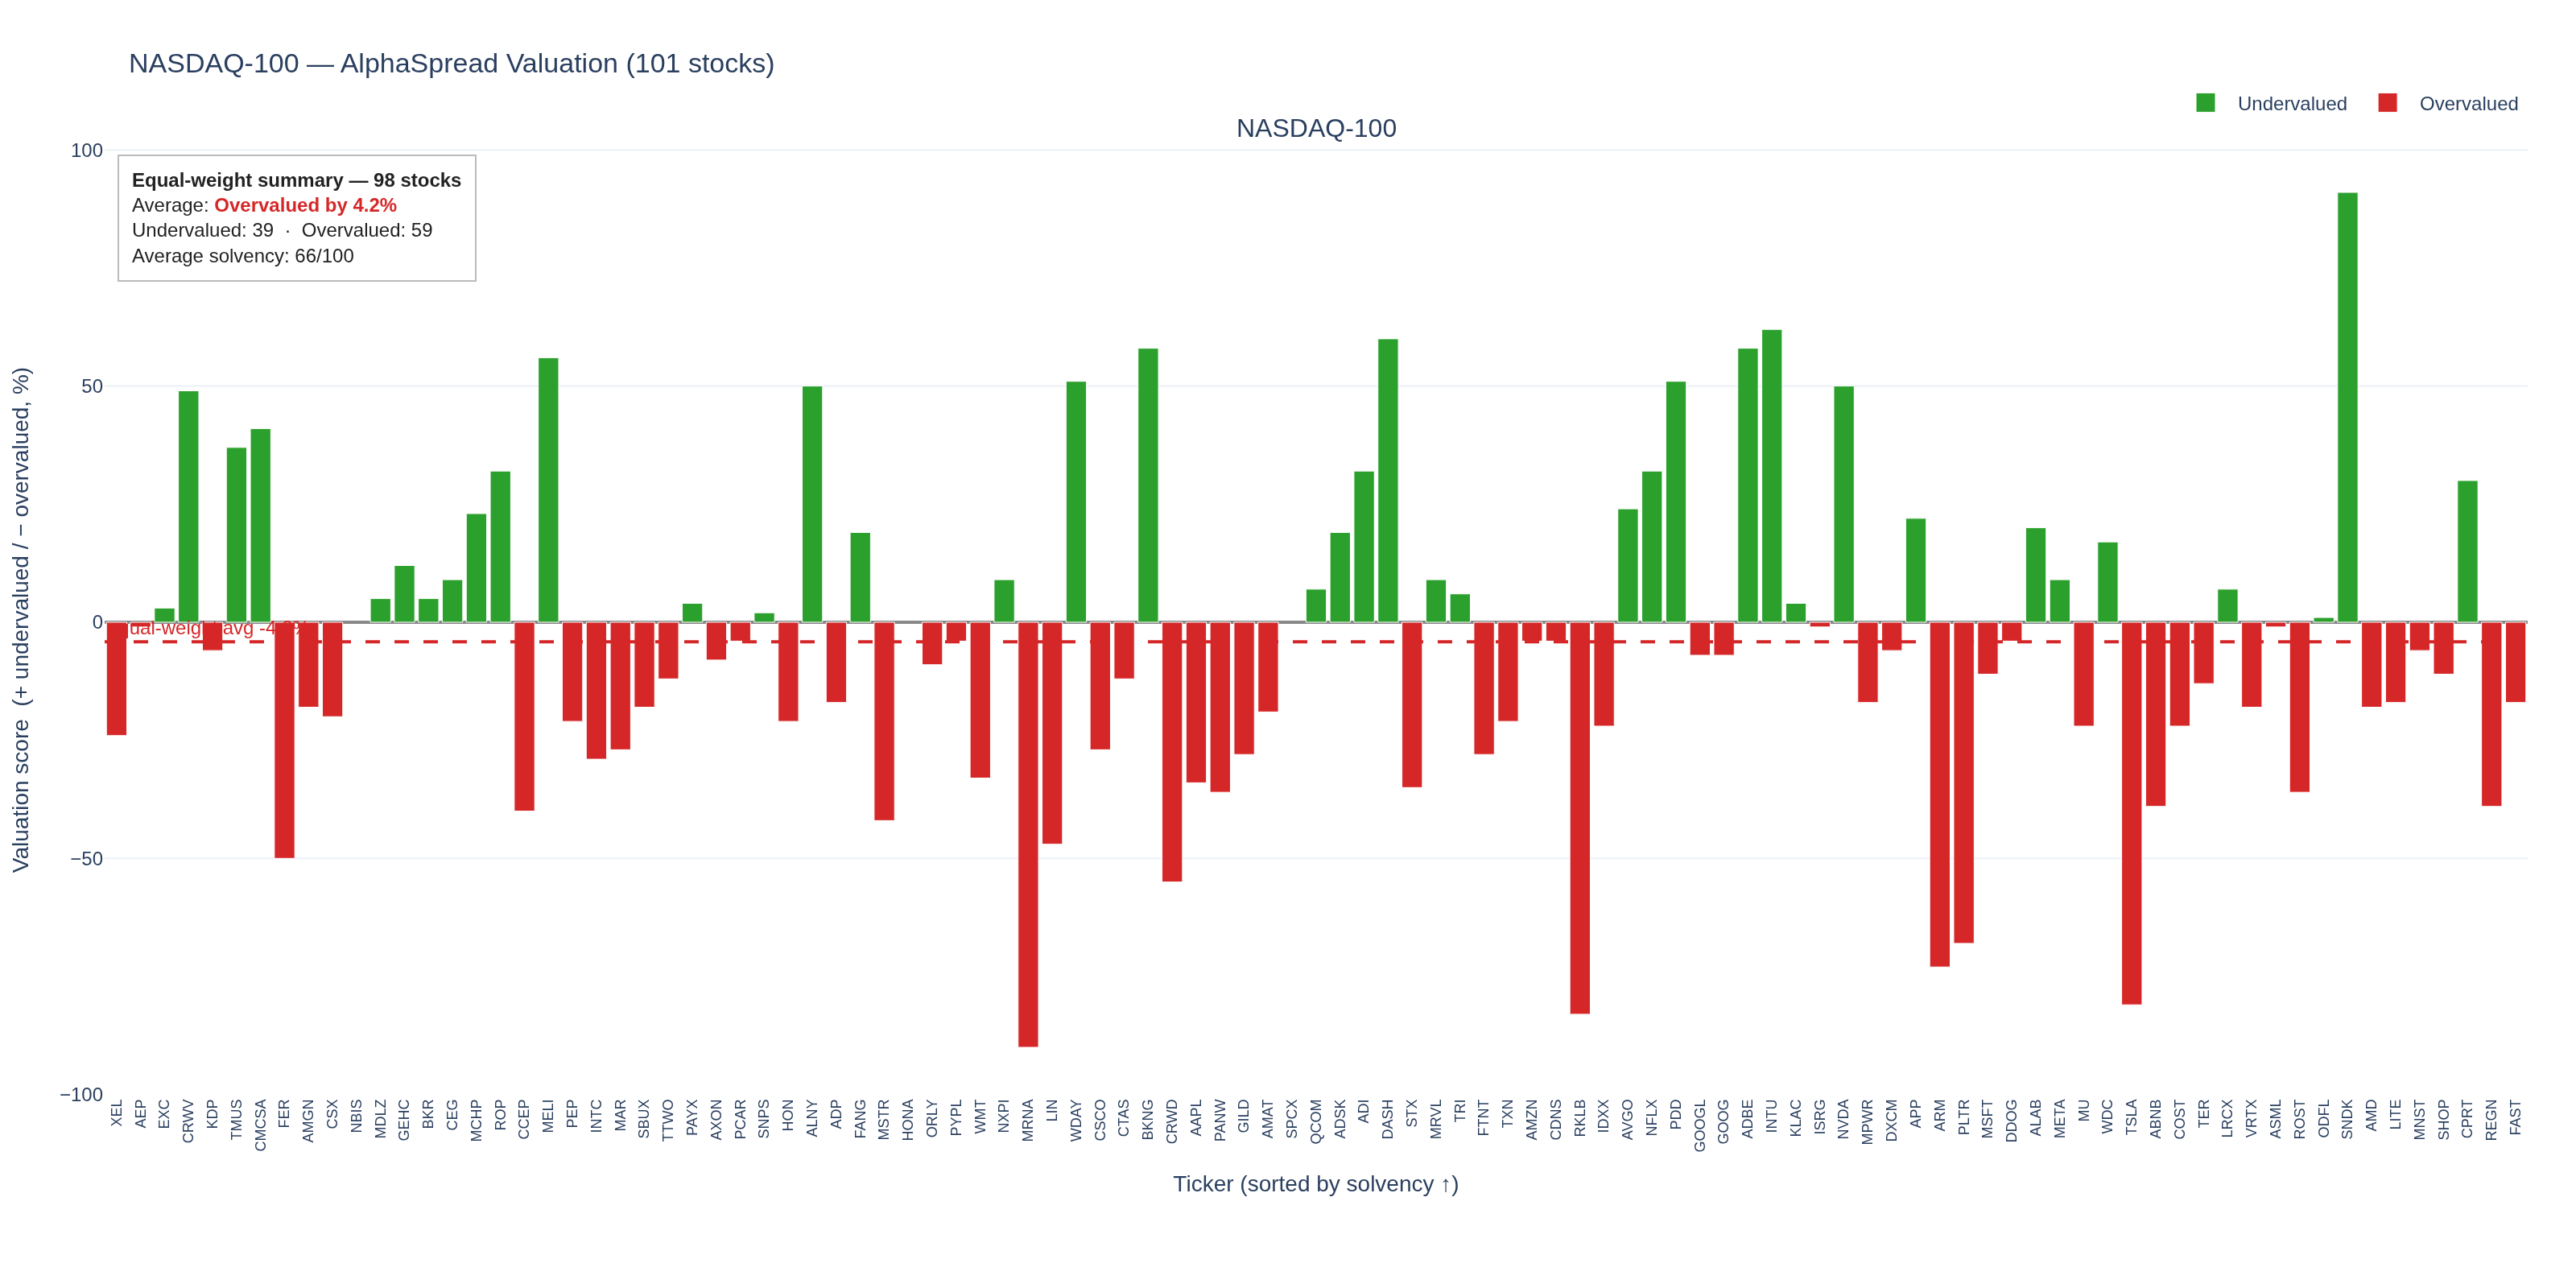 NASDAQ-100 — AlphaSpread Valuation (101 stocks)
Undervalued
Overvalued
NASDAQ-100
Equal-weight summary — 98 stocks
Average: Overvalued by 4.2%
Undervalued: 39 · Overvalued: 59
Average solvency: 66/100
Valuation score (+ undervalued / − overvalued, %)
100
50
0
−50
−100
avg
XEL
AEP
EXC
CRWV
KDP
TMUS
CMCSA
FER
AMGN
CSX
NBIS
MDLZ
GEHC
BKR
CEG
MCHP
ROP
CCEP
MELI
PEP
INTC
MAR
SBUX
TTWO
PAYX
AXON
PCAR
SNPS
HON
ALNY
ADP
FANG
MSTR
HONA
ORLY
PYPL
WMT
NXPI
MRNA
LIN
WDAY
CSCO
CTAS
BKNG
CRWD
AAPL
PANW
GILD
AMAT
SPCX
QCOM
ADSK
ADI
DASH
STX
MRVL
TRI
FTNT
TXN
AMZN
CDNS
RKLB
IDXX
AVGO
NFLX
PDD
GOOGL
GOOG
ADBE
INTU
KLAC
ISRG
NVDA
MPWR
DXCM
APP
ARM
PLTR
MSFT
DDOG
ALAB
META
MU
WDC
TSLA
ABNB
COST
TER
LRCX
VRTX
ASML
ROST
ODFL
SNDK
AMD
LITE
MNST
SHOP
CPRT
REGN
FAST
Ticker (sorted by solvency ↑)